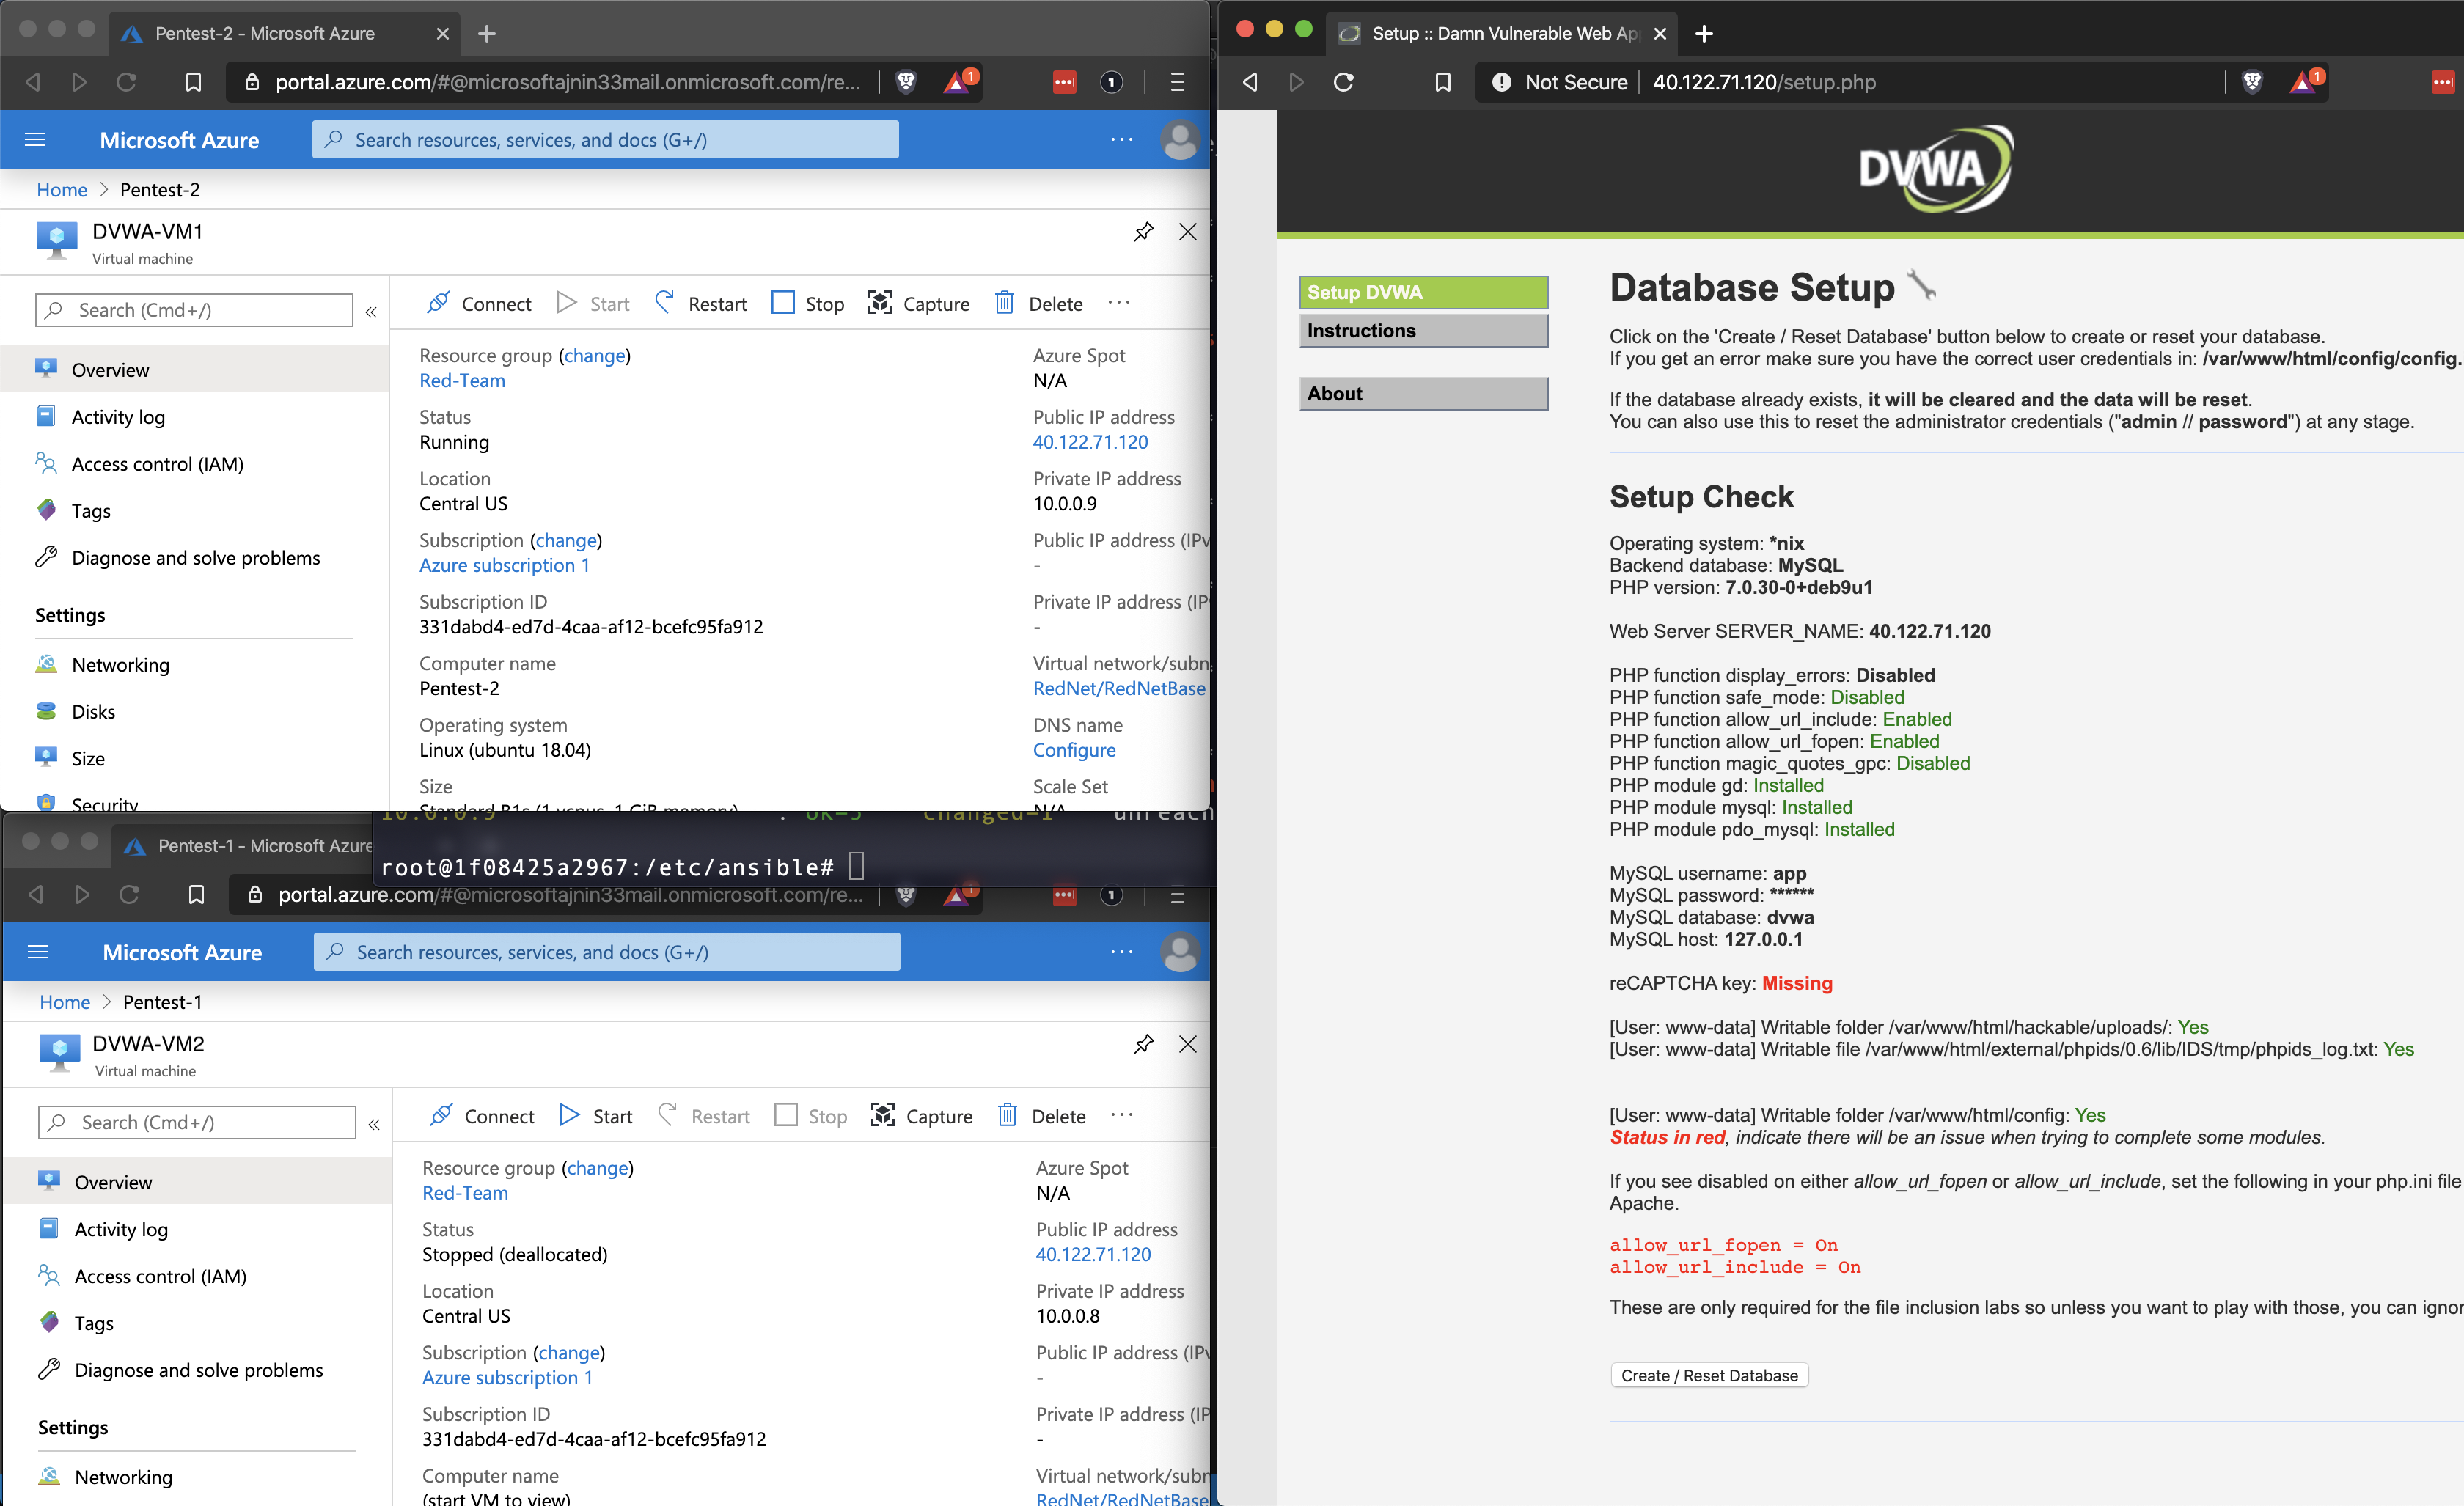 Pentest-2 - Microsoft Azure
portal.azure.com/#@microsoftajnin33mail.onmicrosoft.com/re...
1
Microsoft Azure
Search resources, services, and docs (G+/)
Home > Pentest-2
DVWA-VM1
Virtual machine
Search (Cmd+/)
Overview
Activity log
Access control (IAM)
Tags
Diagnose and solve problems
Settings
Networking
Disks
Size
Security
Connect Start Restart Stop Capture Delete ...
Resource group (change)
Red-Team
Status
Running
Location
Central US
Subscription (change)
Azure subscription 1
Subscription ID
331dabd4-ed7d-4caa-af12-bcefc95fa912
Computer name
Pentest-2
Operating system
Linux (ubuntu 18.04)
Size
Standard B1s (1 vcpus, 1 GiB memory)
Azure Spot
N/A
Public IP address
40.122.71.120
Private IP address
10.0.0.9
Public IP address (IPv
-
Private IP address (IP
-
Virtual network/subn
RedNet/RedNetBase
DNS name
Configure
Scale Set
N/A
10.0.0.9 : ok=5 changed=1 unreach
root@1f08425a2967:/etc/ansible#
Pentest-1 - Microsoft Azure
portal.azure.com/#@microsoftajnin33mail.onmicrosoft.com/re...
1
Microsoft Azure
Search resources, services, and docs (G+/)
Home > Pentest-1
DVWA-VM2
Virtual machine
Search (Cmd+/)
Overview
Activity log
Access control (IAM)
Tags
Diagnose and solve problems
Settings
Networking
Connect Start Restart Stop Capture Delete ...
Resource group (change)
Red-Team
Status
Stopped (deallocated)
Location
Central US
Subscription (change)
Azure subscription 1
Subscription ID
331dabd4-ed7d-4caa-af12-bcefc95fa912
Computer name
(start VM to view)
Azure Spot
N/A
Public IP address
40.122.71.120
Private IP address
10.0.0.8
Public IP address (IPv
-
Private IP address (IP
-
Virtual network/subn
RedNet/RedNetBase
Setup :: Damn Vulnerable Web Ap
Not Secure | 40.122.71.120/setup.php
1
DVWA
Setup DVWA
Instructions
About
Database Setup
Click on the 'Create / Reset Database' button below to create or reset your database.
If you get an error make sure you have the correct user credentials in: /var/www/html/config/config.
If the database already exists, it will be cleared and the data will be reset.
You can also use this to reset the administrator credentials ("admin // password") at any stage.
Setup Check
Operating system: *nix
Backend database: MySQL
PHP version: 7.0.30-0+deb9u1
Web Server SERVER_NAME: 40.122.71.120
PHP function display_errors: Disabled
PHP function safe_mode: Disabled
PHP function allow_url_include: Enabled
PHP function allow_url_fopen: Enabled
PHP function magic_quotes_gpc: Disabled
PHP module gd: Installed
PHP module mysql: Installed
PHP module pdo_mysql: Installed
MySQL username: app
MySQL password: ******
MySQL database: dvwa
MySQL host: 127.0.0.1
reCAPTCHA key: Missing
[User: www-data] Writable folder /var/www/html/hackable/uploads/: Yes
[User: www-data] Writable file /var/www/html/external/phpids/0.6/lib/IDS/tmp/phpids_log.txt: Yes
[User: www-data] Writable folder /var/www/html/config: Yes
Status in red, indicate there will be an issue when trying to complete some modules.
If you see disabled on either allow_url_fopen or allow_url_include, set the following in your php.ini file
Apache.
allow_url_fopen = On
allow_url_include = On
These are only required for the file inclusion labs so unless you want to play with those, you can ignor
Create / Reset Database